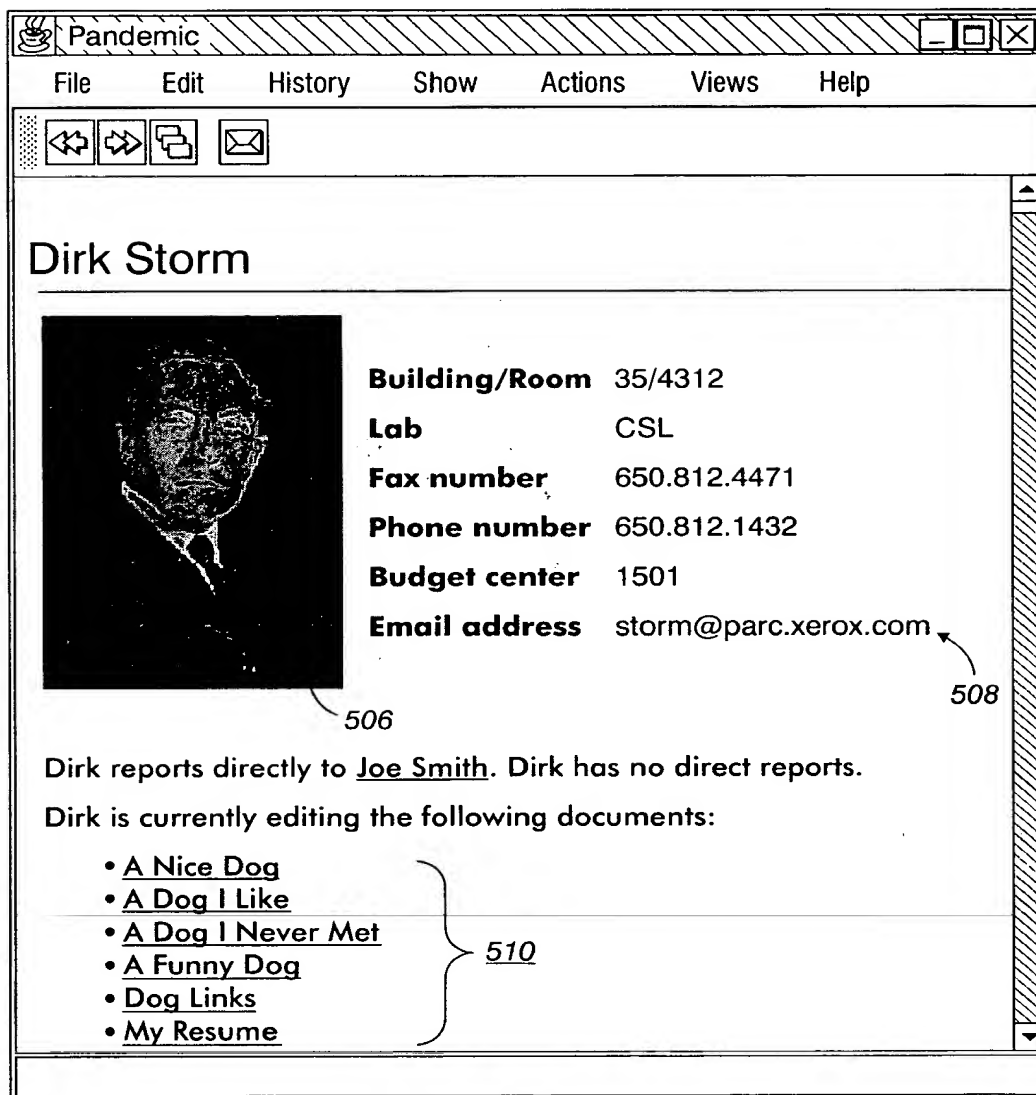 Pandemic
File Edit History Show Actions Views Help
Dirk Storm
Building/Room 35/4312
Lab CSL
Fax number 650.812.4471
Phone number 650.812.1432
Budget center 1501
Email address storm@parc.xerox.com
508
506
Dirk reports directly to Joe Smith. Dirk has no direct reports.
Dirk is currently editing the following documents:
• A Nice Dog
• A Dog I Like
• A Dog I Never Met
• A Funny Dog
• Dog Links
• My Resume
510